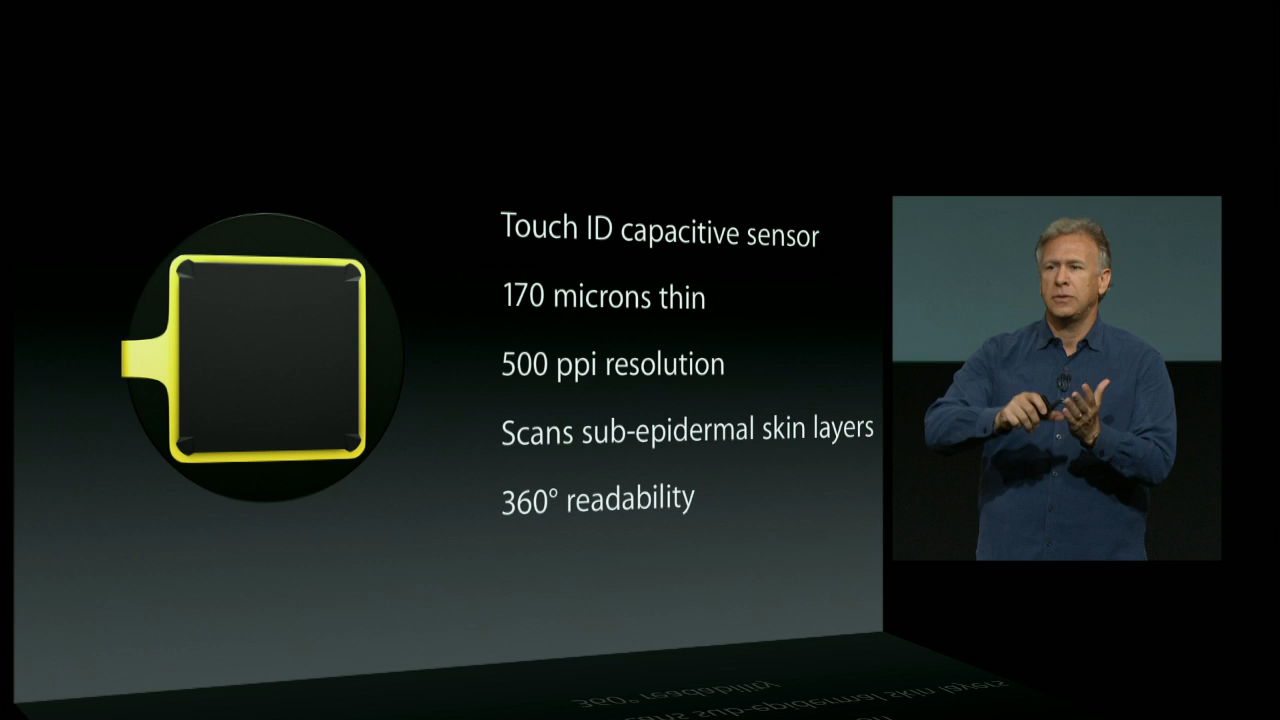 Touch ID capacitive sensor
170 microns thin
500 ppi resolution
Scans sub-epidermal skin layers
360° readability